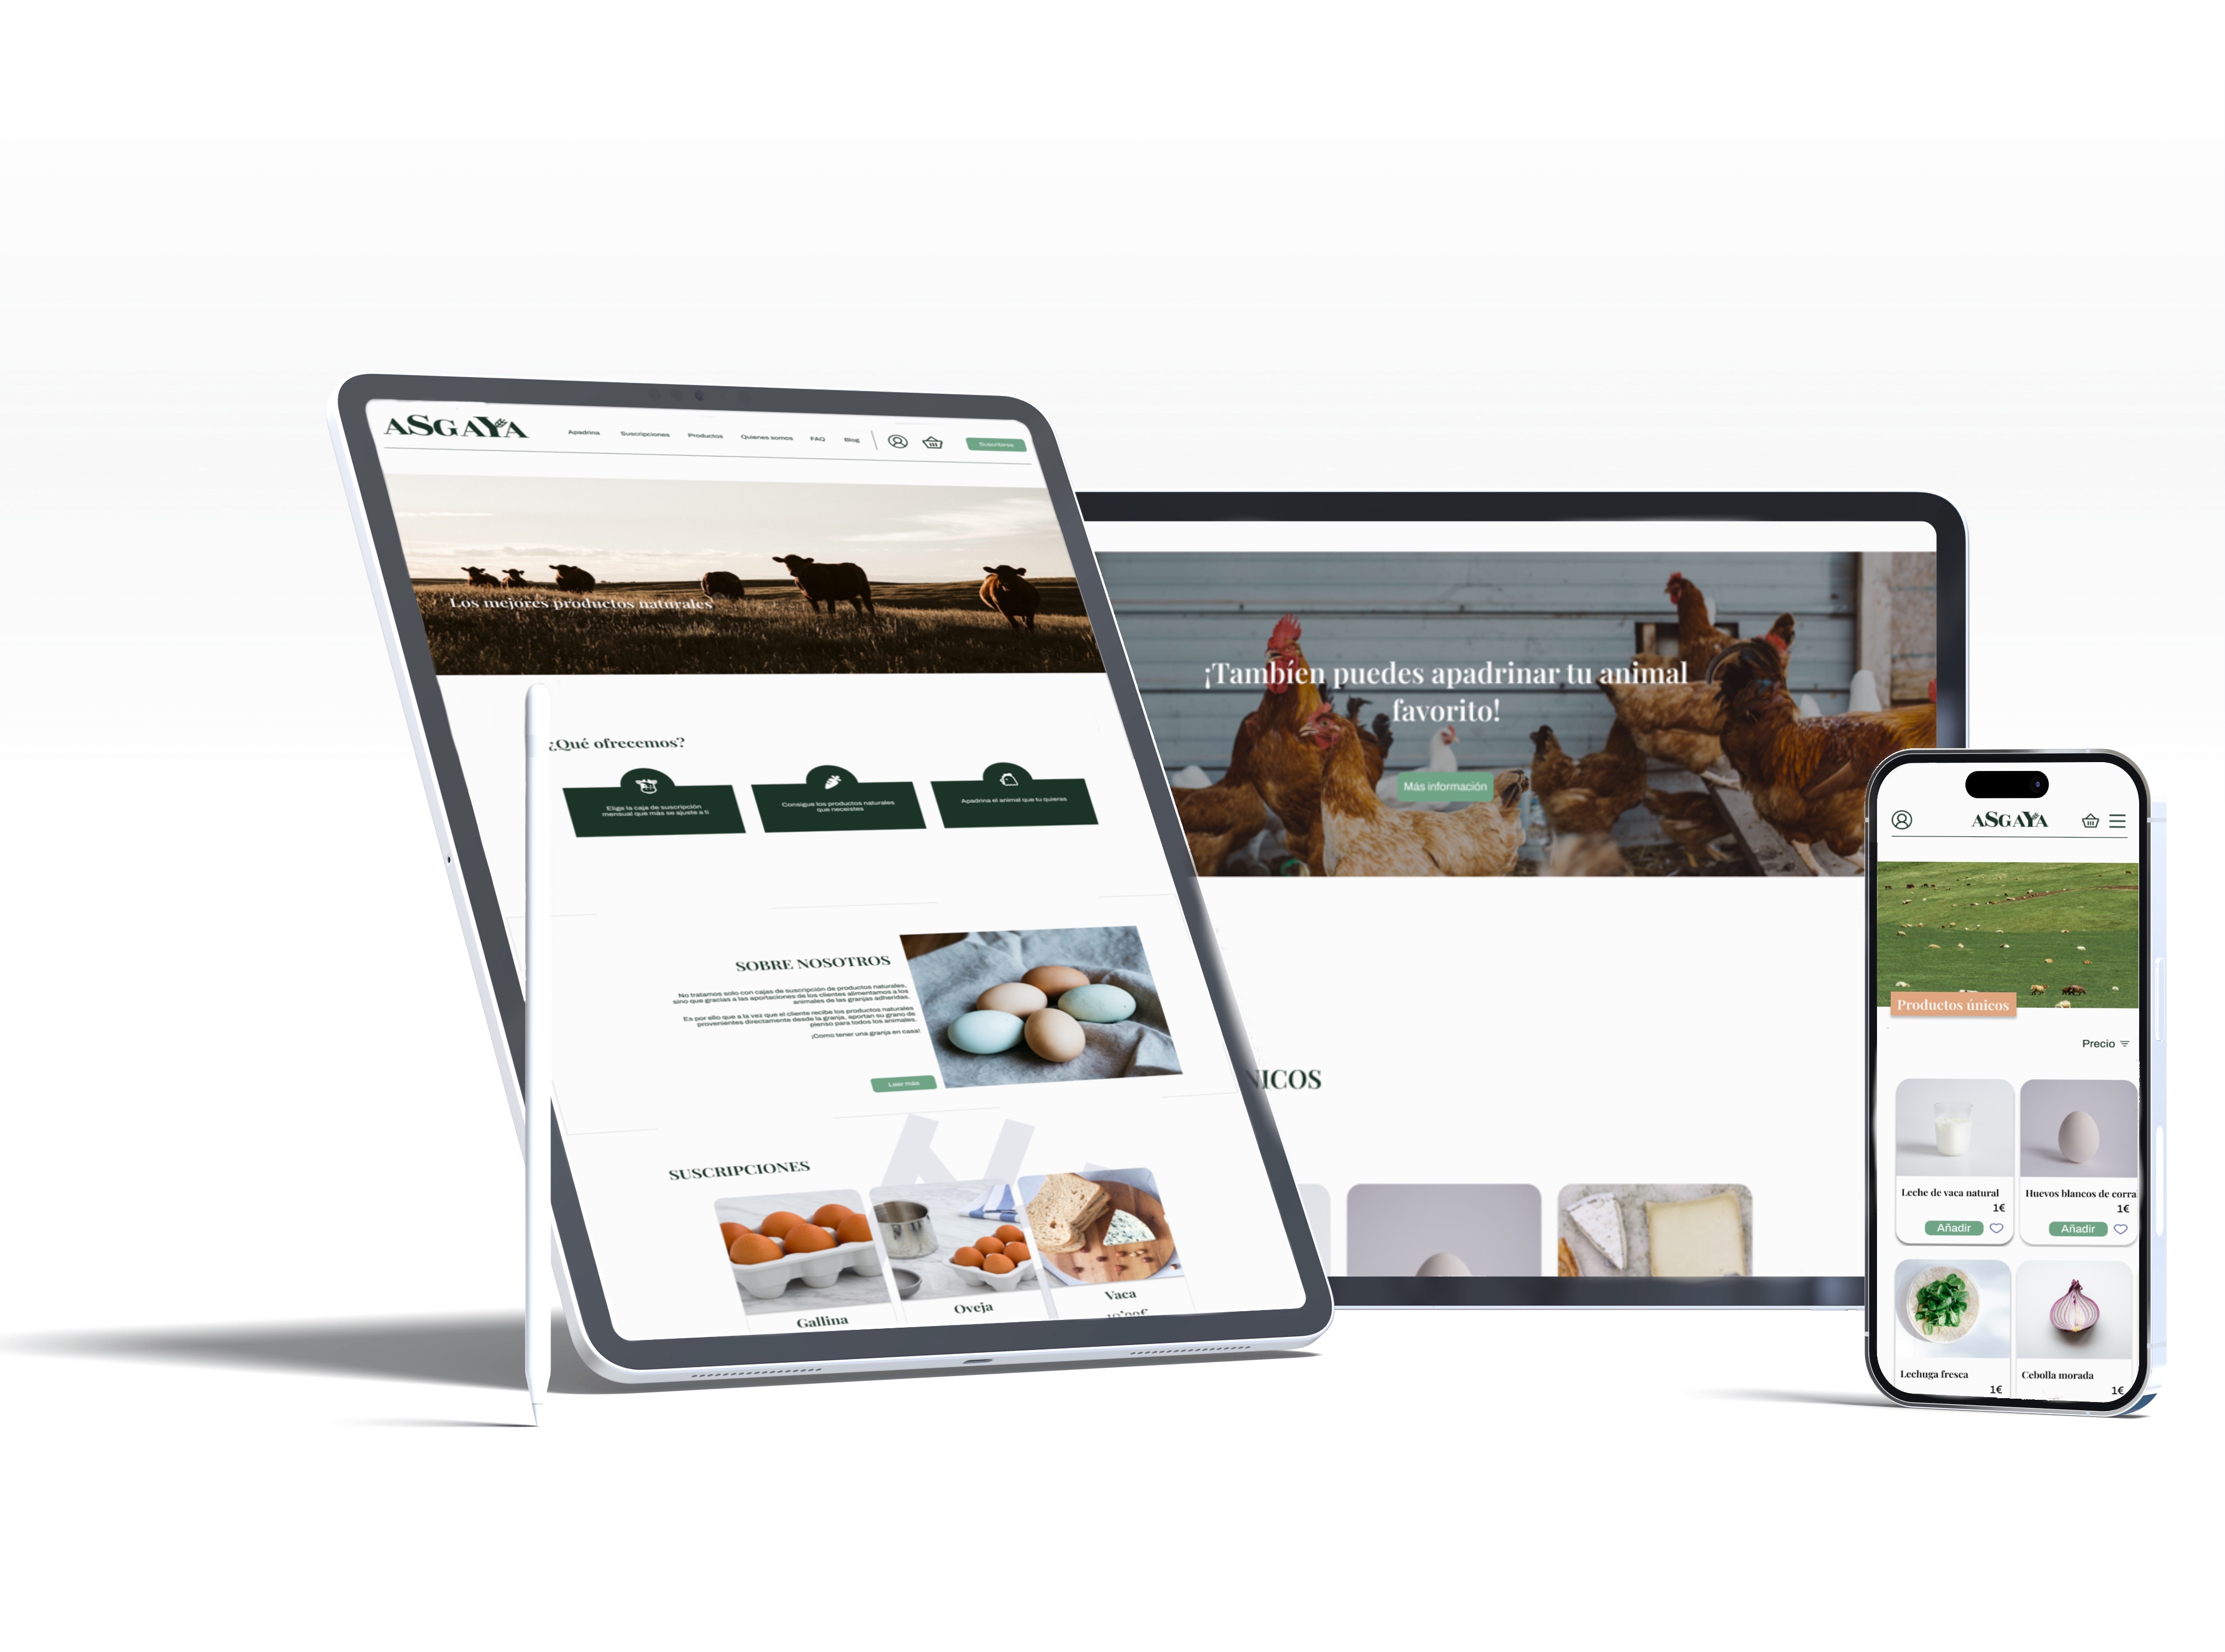 ASGAYA
Apadrina Suscripciones Productos Quienes somos FAQ Blog Suscríbese
Los mejores productos naturales
¿Qué ofrecemos?
Elige la caja de suscripción
mensual que más se ajuste a ti
Consigue los productos naturales
que neceistes
Apadrina el animal que tu quieras
SOBRE NOSOTROS
No tratamos solo con cajas de suscripción de productos naturales,
sino que gracias a las aportaciones de los clientes alimentamos a los
animales de las granjas adheridas.
Es por ello que a la vez que el cliente recibe los productos naturales
provenientes directamente desde la granja, aportan su grano de
pienso para todos los animales.
¡Como tener una granja en casa!
Leer más
SUSCRIPCIONES
Gallina
Oveja
Vaca
¡Tambíen puedes apadrinar tu animal
favorito!
Más información
NICOS
ASGAYA
Productos únicos
Precio
Leche de vaca natural
1€
Añadir
Huevos blancos de corra
1€
Añadir
Lechuga fresca
1€
Cebolla morada
1€